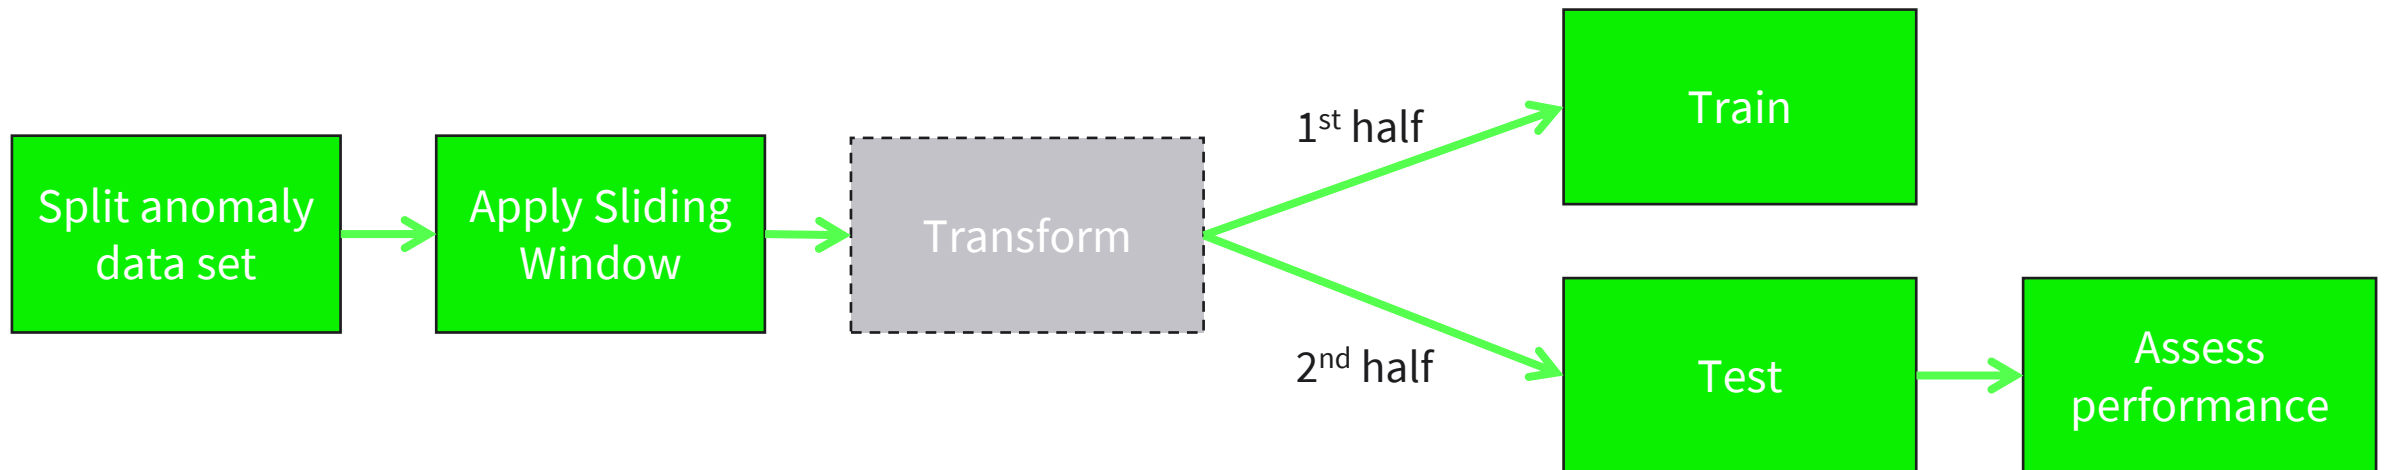 Split anomaly
data set
Apply Sliding
Window
Transform
1st half
Train
2nd half
Test
Assess
performance